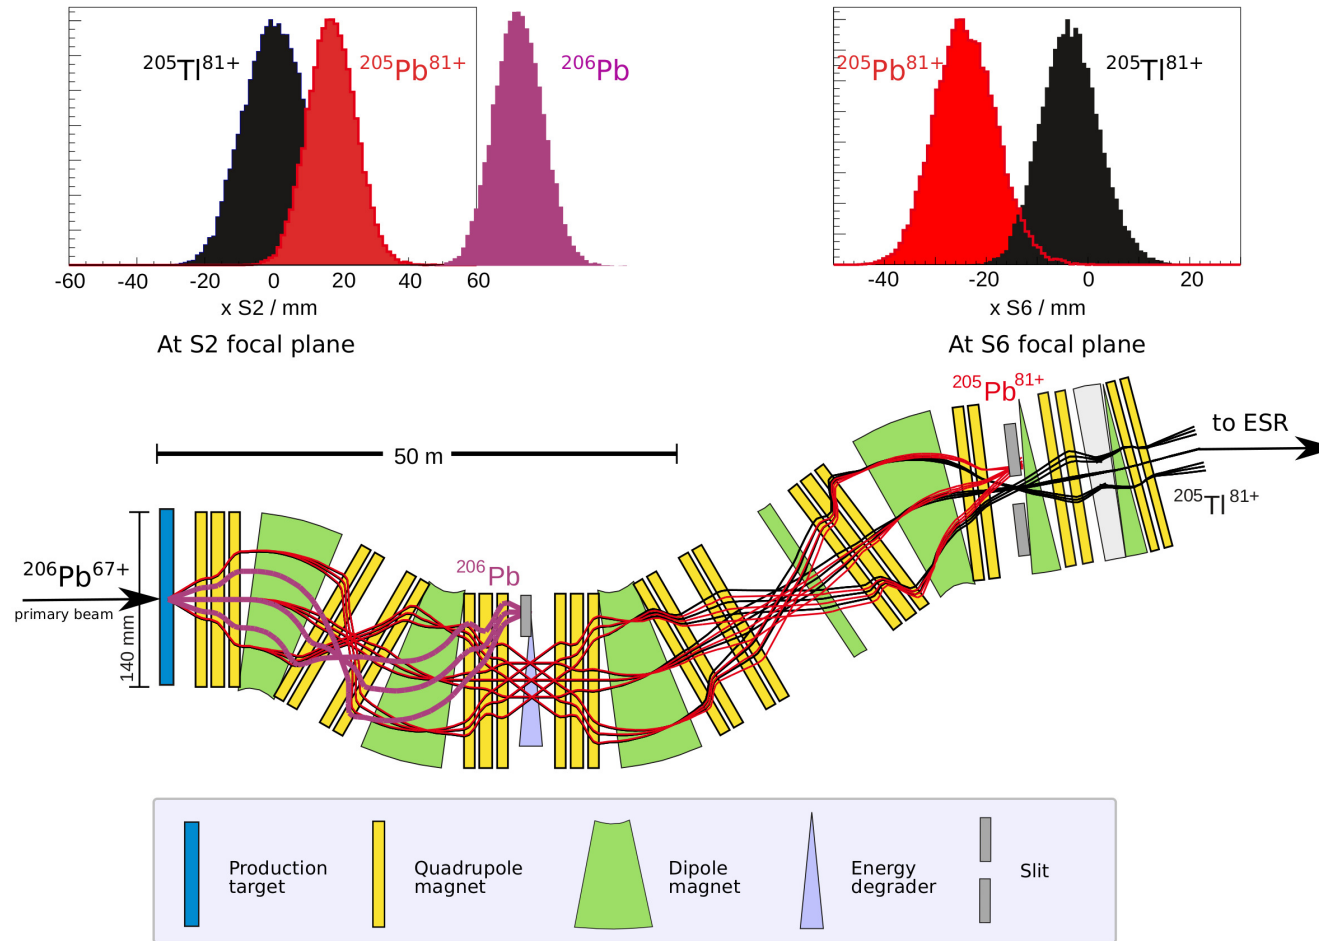 ²⁰⁵Tl⁸¹⁺
²⁰⁵Pb⁸¹⁺
²⁰⁶Pb
-60 -40 -20 -0 20 40 60
x S2 / mm
At S2 focal plane
²⁰⁵Pb⁸¹⁺
²⁰⁵Tl⁸¹⁺
-40 -20 0 20
x S6 / mm
At S6 focal plane
²⁰⁵Pb⁸¹⁺
to ESR
50 m
²⁰⁵Tl⁸¹⁺
²⁰⁶Pb⁶⁷⁺
primary beam
140 mm
²⁰⁶Pb
Production
target
Quadrupole
magnet
Dipole
magnet
Energy
degrader
Slit